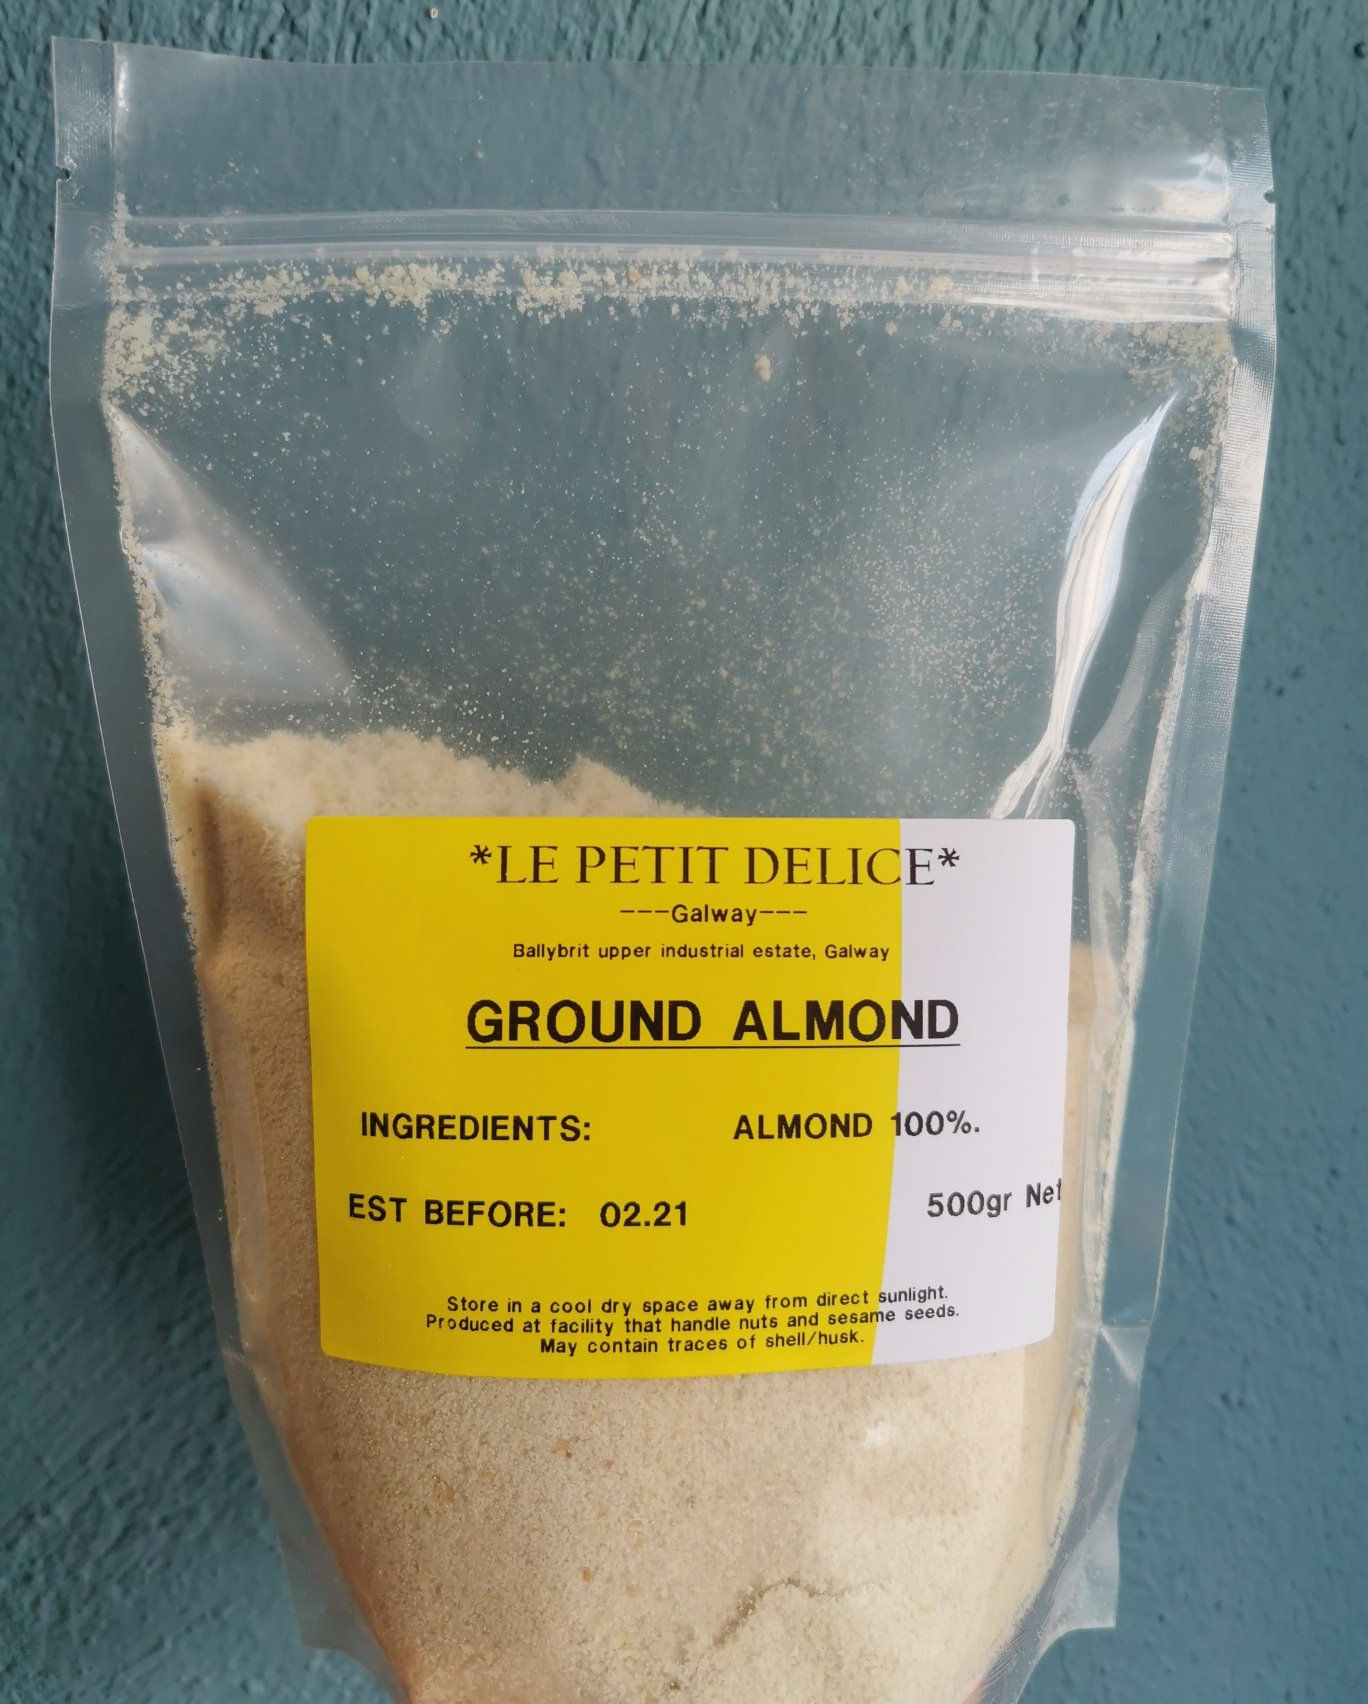 *LE PETIT DELICE*
---Galway---
Ballybrit upper industrial estate, Galway
GROUND ALMOND
INGREDIENTS: ALMOND 100%.
EST BEFORE: 02.21 500gr Net
Store in a cool dry space away from direct sunlight.
Produced at facility that handle nuts and sesame seeds.
May contain traces of shell/husk.